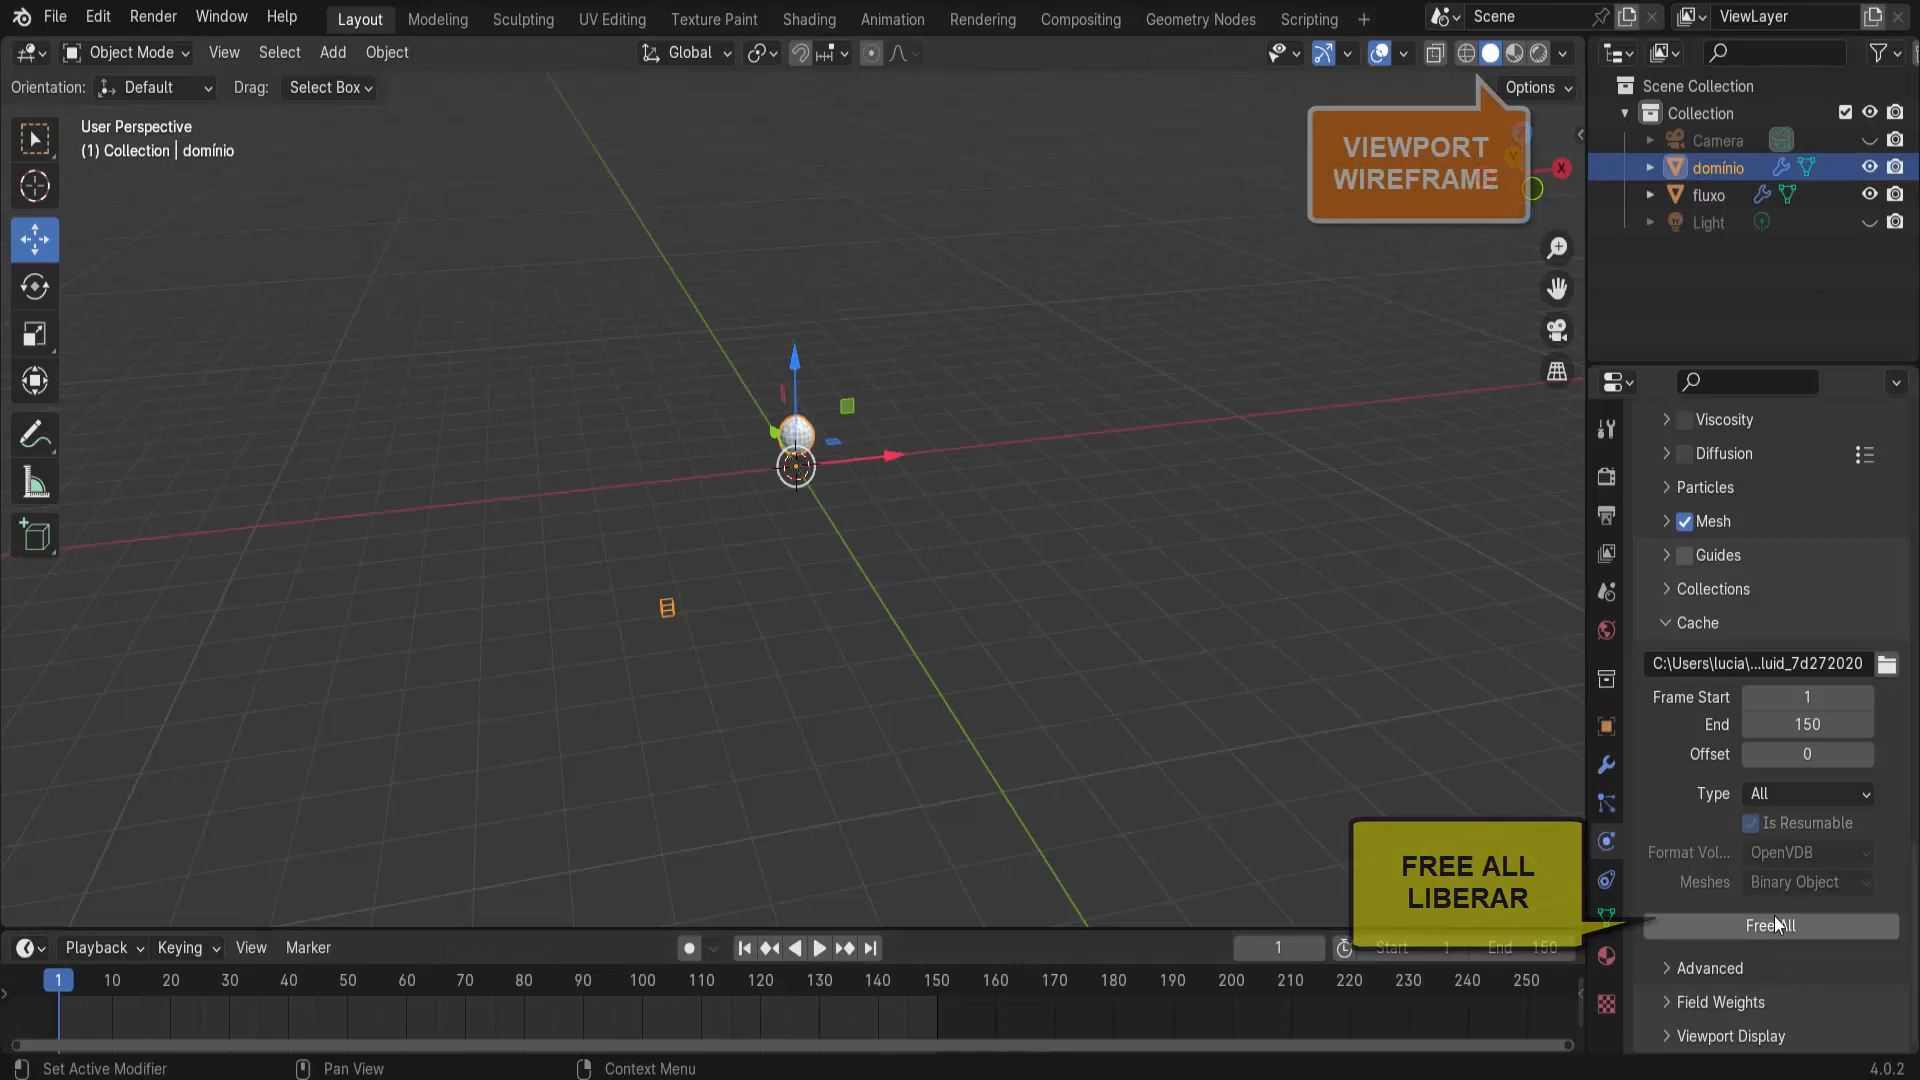 File Edit Render Window Help
Layout Modeling Sculpting UV Editing Texture Paint Shading Animation Rendering Compositing Geometry Nodes Scripting +
Scene
ViewLayer
Object Mode View Select Add Object
Global
Orientation: Default Drag: Select Box
Options
User Perspective
(1) Collection | domínio
VIEWPORT
WIREFRAME
X
Y
Scene Collection
Collection
Camera
domínio
fluxo
Light
Viscosity
Diffusion
Particles
Mesh
Guides
Collections
Cache
C:\Users\lucia\...luid_7d272020
Frame Start 1
End 150
Offset 0
Type All
Is Resumable
Format Vol... OpenVDB
Meshes Binary Object
Free All
FREE ALL
LIBERAR
Advanced
Field Weights
Viewport Display
Playback Keying View Marker
1
Start 1 End 150
1 10 20 30 40 50 60 70 80 90 100 110 120 130 140 150 160 170 180 190 200 210 220 230 240 250
Set Active Modifier Pan View Context Menu
4.0.2